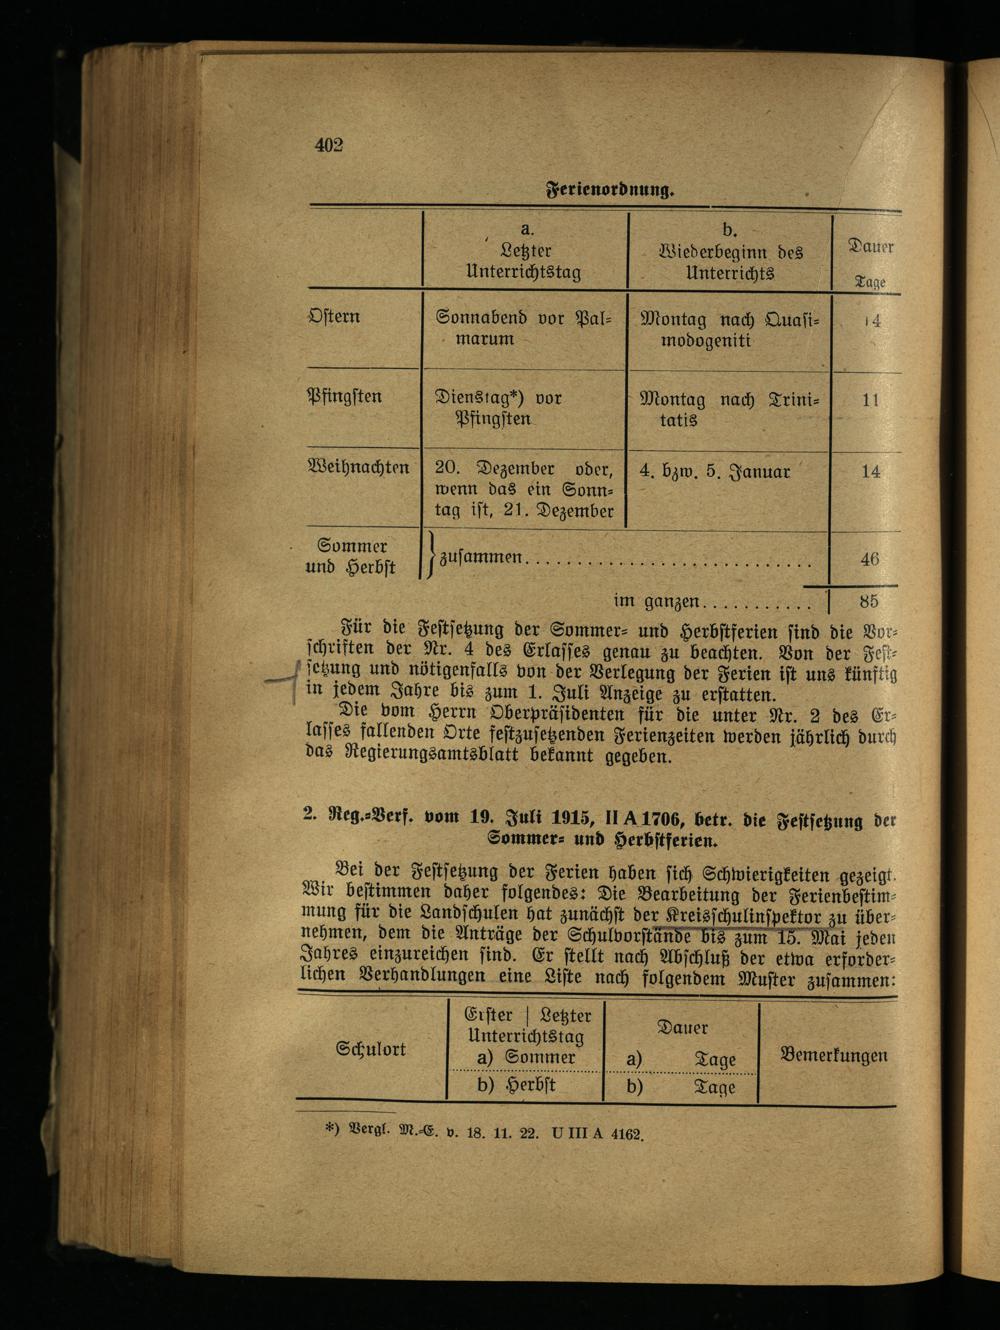 402
Ferienordnung.
a.
Letzter
Unterrichtstag
b.
Wiederbeginn des
Unterrichts
Dauer
Tage
Ostern
Sonnabend vor Pal-
marum
Montag nach Quasi-
modogeniti
14
Pfingsten
Dienstag*) vor
Pfingsten
Montag nach Trini-
tatis
11
Weihnachten
20. Dezember oder,
wenn das ein Sonn-
tag ist, 21. Dezember
4. bzw. 5. Januar
14
Sommer
und Herbst
} zusammen............................
46
im ganzen...........
85
Für die Festsetzung der Sommer- und Herbstferien sind die Vor-
schriften der Nr. 4 des Erlasses genau zu beachten. Von der Fest-
setzung und nötigenfalls von der Verlegung der Ferien ist uns künftig
in jedem Jahre bis zum 1. Juli Anzeige zu erstatten.
Die vom Herrn Oberpräsidenten für die unter Nr. 2 des Er-
lasses fallenden Orte festzusetzenden Ferienzeiten werden jährlich durch
das Regierungsamtsblatt bekannt gegeben.
2. Reg.-Verf. vom 19. Juli 1915, II A 1706, betr. die Festsetzung der
Sommer- und Herbstferien.
Bei der Festsetzung der Ferien haben sich Schwierigkeiten gezeigt.
Wir bestimmen daher folgendes: Die Bearbeitung der Ferienbestim-
mung für die Landschulen hat zunächst der Kreisschulinspektor zu über-
nehmen, dem die Anträge der Schulvorstände bis zum 15. Mai jeden
Jahres einzureichen sind. Er stellt nach Abschluß der etwa erforder-
lichen Verhandlungen eine Liste nach folgendem Muster zusammen:
Schulort
Erster | Letzter
Unterrichtstag
a) Sommer
b) Herbst
Dauer
a) Tage
b) Tage
Bemerkungen
*) Vergl. M.-E. v. 18. 11. 22. U III A 4162.